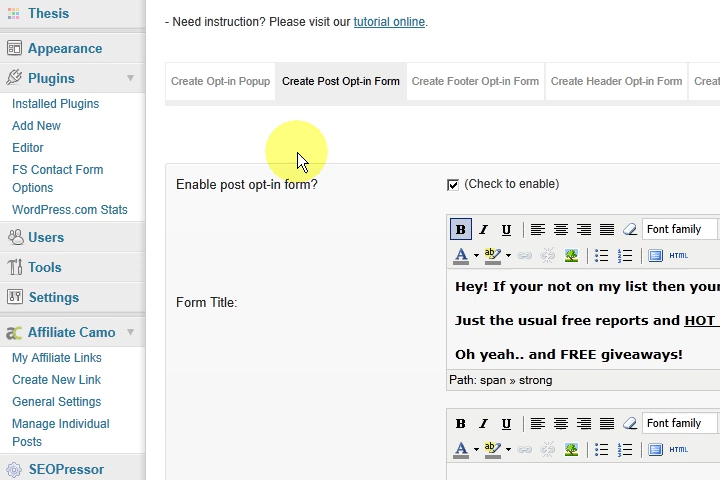 Thesis
Appearance
Plugins
Installed Plugins
Add New
Editor
FS Contact Form
Options
WordPress.com Stats
Users
Tools
Settings
Affiliate Camo
My Affiliate Links
Create New Link
General Settings
Manage Individual
Posts
SEOPressor
- Need instruction? Please visit our tutorial online.
Create Opt-in Popup Create Post Opt-in Form Create Footer Opt-in Form Create Header Opt-in Form Creat
Enable post opt-in form? (Check to enable)
B I U Font family
A ab HTML
Form Title:
Hey! If your not on my list then your
Just the usual free reports and HOT
Oh yeah.. and FREE giveaways!
Path: span » strong
B I U Font family
A ab HTML